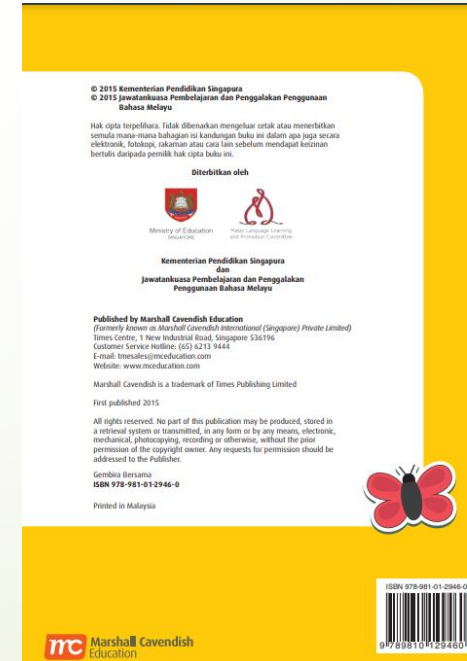 © 2015 Kementerian Pendidikan Singapura
© 2015 Jawatankuasa Pembelajaran dan Penggalakan Penggunaan
Bahasa Melayu
Hak cipta terpelihara. Tidak dibenarkan mengeluar cetak atau menerbitkan
semula mana-mana bahagian isi kandungan buku ini dalam apa juga secara
elektronik, fotokopi, rakaman atau cara lain sebelum mendapat keizinan
bertulis daripada pemilik hak cipta buku ini.
Diterbitkan oleh
Ministry of Education
SINGAPORE
Malay Language Learning
and Promotion Committee
Kementerian Pendidikan Singapura
dan
Jawatankuasa Pembelajaran dan Penggalakan
Penggunaan Bahasa Melayu
Published by Marshall Cavendish Education
(Formerly known as Marshall Cavendish International (Singapore) Private Limited)
Times Centre, 1 New Industrial Road, Singapore 536196
Customer Service Hotline: (65) 6213 9444
E-mail: tmesales@mceducation.com
Website: www.mceducation.com
Marshall Cavendish is a trademark of Times Publishing Limited
First published 2015
All rights reserved. No part of this publication may be produced, stored in
a retrieval system or transmitted, in any form or by any means, electronic,
mechanical, photocopying, recording or otherwise, without the prior
permission of the copyright owner. Any requests for permission should be
addressed to the Publisher.
Gembira Bersama
ISBN 978-981-01-2946-0
Printed in Malaysia
ISBN 978-981-01-2946-0
9 789810 129460
mc Marshall Cavendish
Education